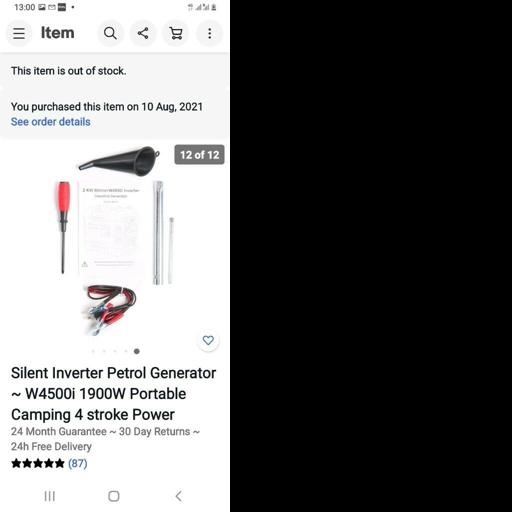 13:00
Item
This item is out of stock.
You purchased this item on 10 Aug, 2021
See order details
12 of 12
Silent Inverter Petrol Generator
~ W4500i 1900W Portable
Camping 4 stroke Power
24 Month Guarantee ~ 30 Day Returns ~
24h Free Delivery
(87)